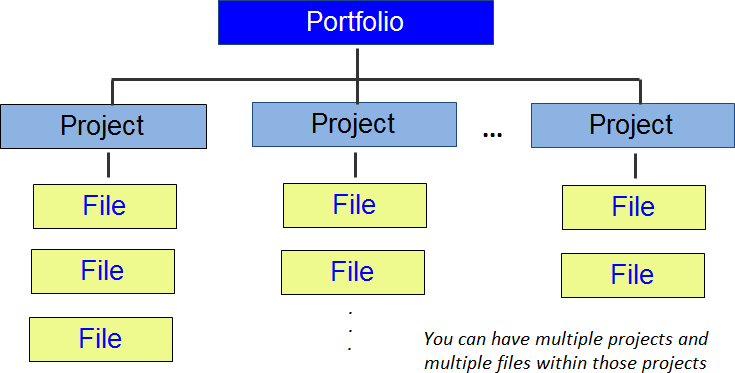 Portfolio
Project
Project
...
Project
File
File
File
File
File
File
File
.
.
.
You can have multiple projects and
multiple files within those projects